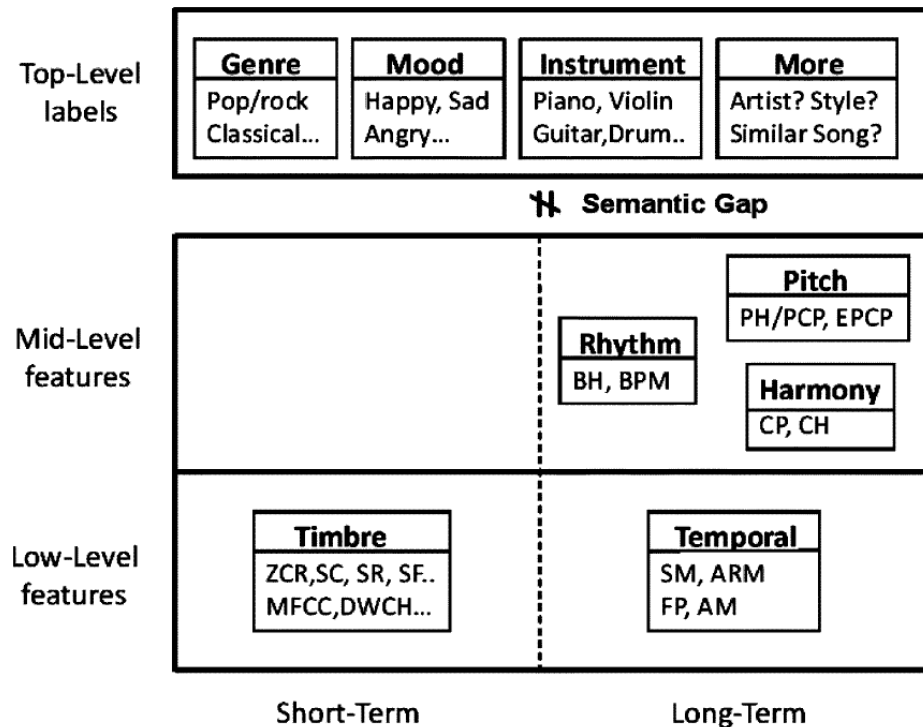 Top-Level
labels
Genre
Pop/rock
Classical...
Mood
Happy, Sad
Angry...
Instrument
Piano, Violin
Guitar,Drum..
More
Artist? Style?
Similar Song?
Semantic Gap
Mid-Level
features
Rhythm
BH, BPM
Pitch
PH/PCP, EPCP
Harmony
CP, CH
Low-Level
features
Timbre
ZCR,SC, SR, SF..
MFCC,DWCH...
Temporal
SM, ARM
FP, AM
Short-Term
Long-Term